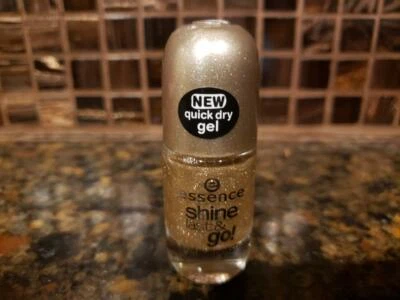 NEW
quick dry
gel
essence
shine
last &
go!